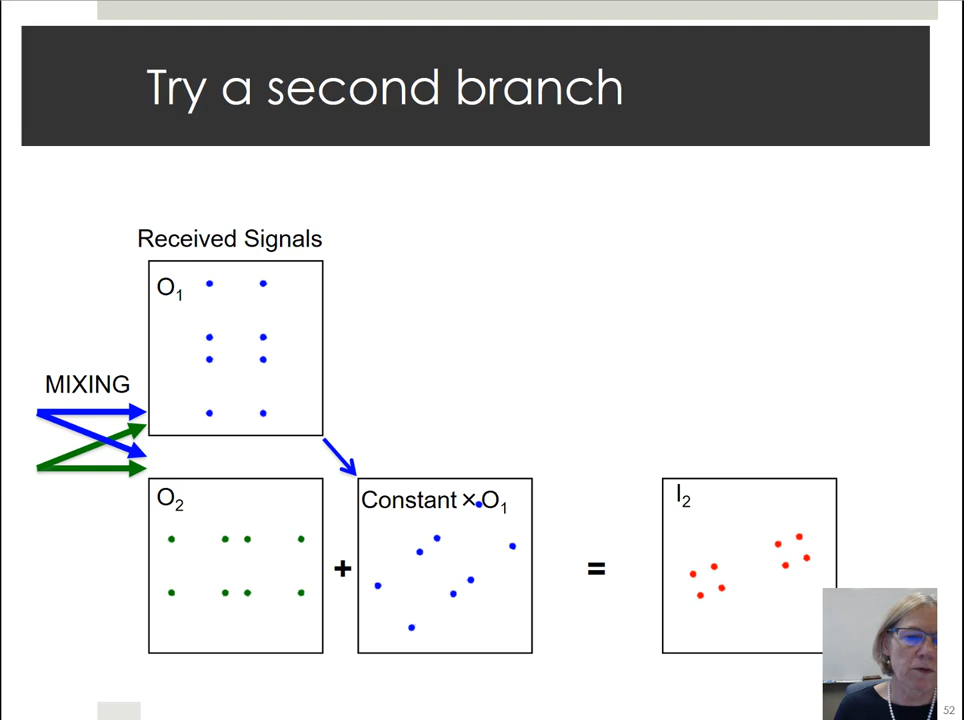 Try a second branch
Received Signals
O₁
MIXING
O₂
+
Constant × O₁
=
I₂
52